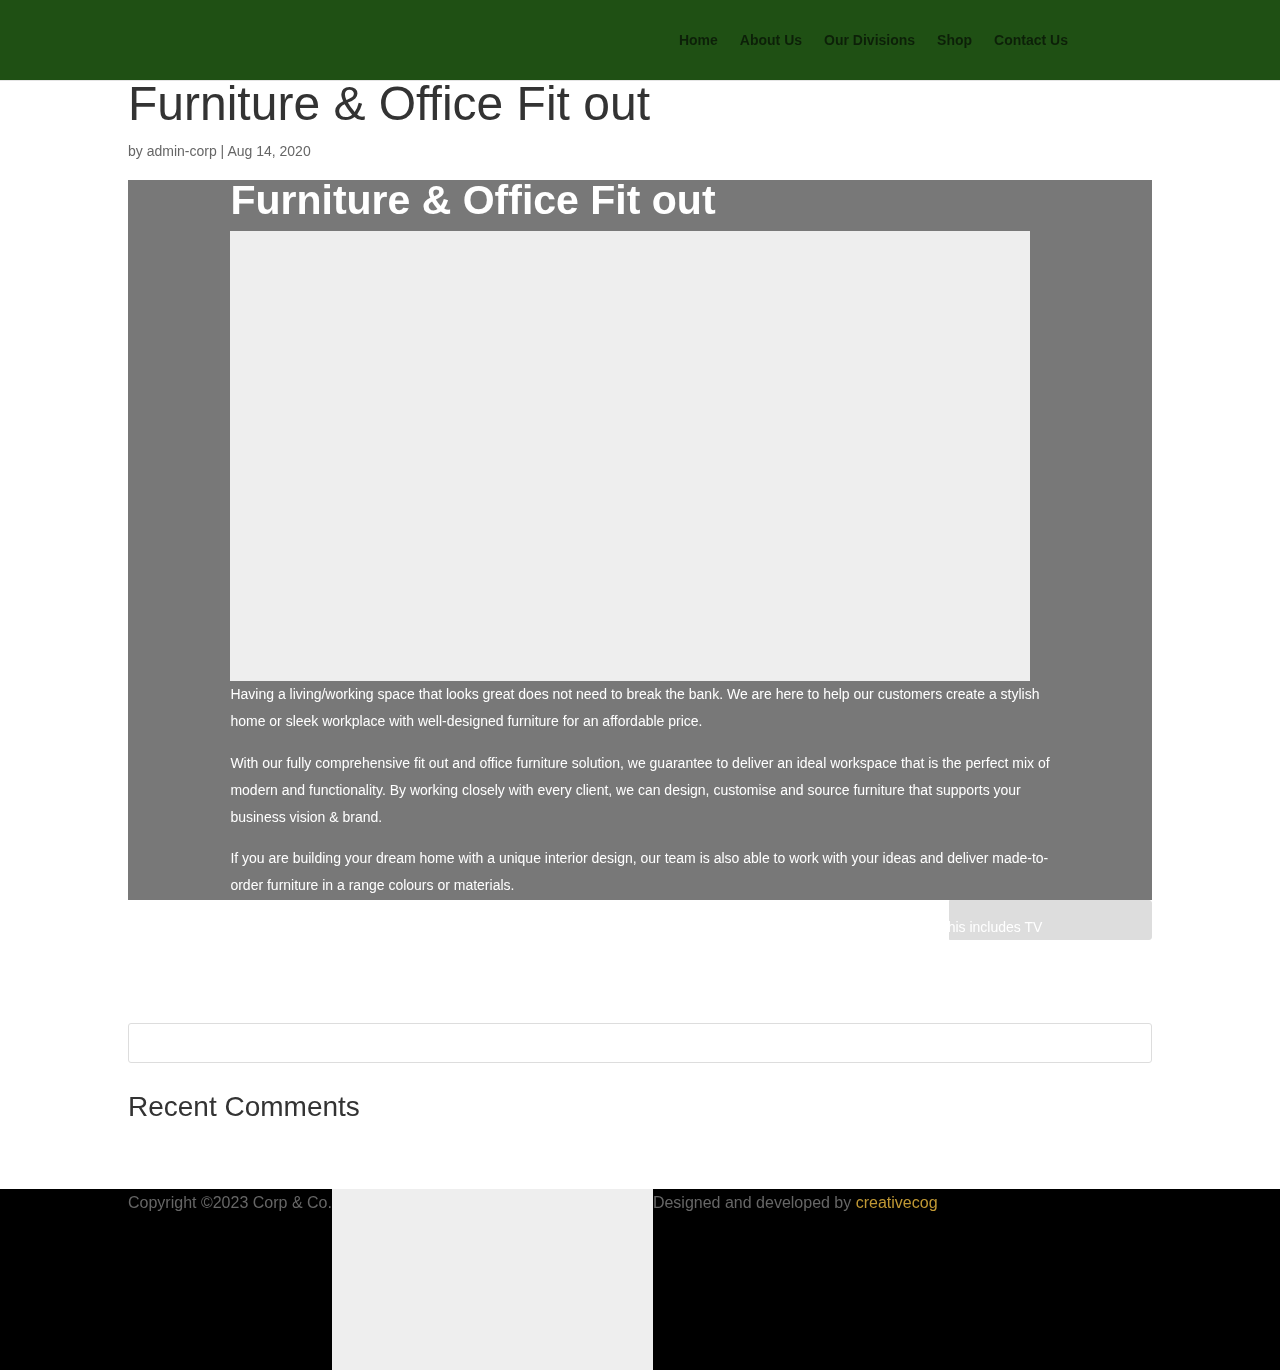 Home About Us Our Divisions Shop Contact Us
Furniture & Office Fit out
by admin-corp | Aug 14, 2020
Furniture & Office Fit out
Having a living/working space that looks great does not need to break the bank. We are here to help our customers create a stylish
home or sleek workplace with well-designed furniture for an affordable price.
With our fully comprehensive fit out and office furniture solution, we guarantee to deliver an ideal workspace that is the perfect mix of
modern and functionality. By working closely with every client, we can design, customise and source furniture that supports your
business vision & brand.
If you are building your dream home with a unique interior design, our team is also able to work with your ideas and deliver made-to-
order furniture in a range colours or materials.
includes TV
Recent Comments
Copyright ©2023 Corp & Co. Designed and developed by creativecog